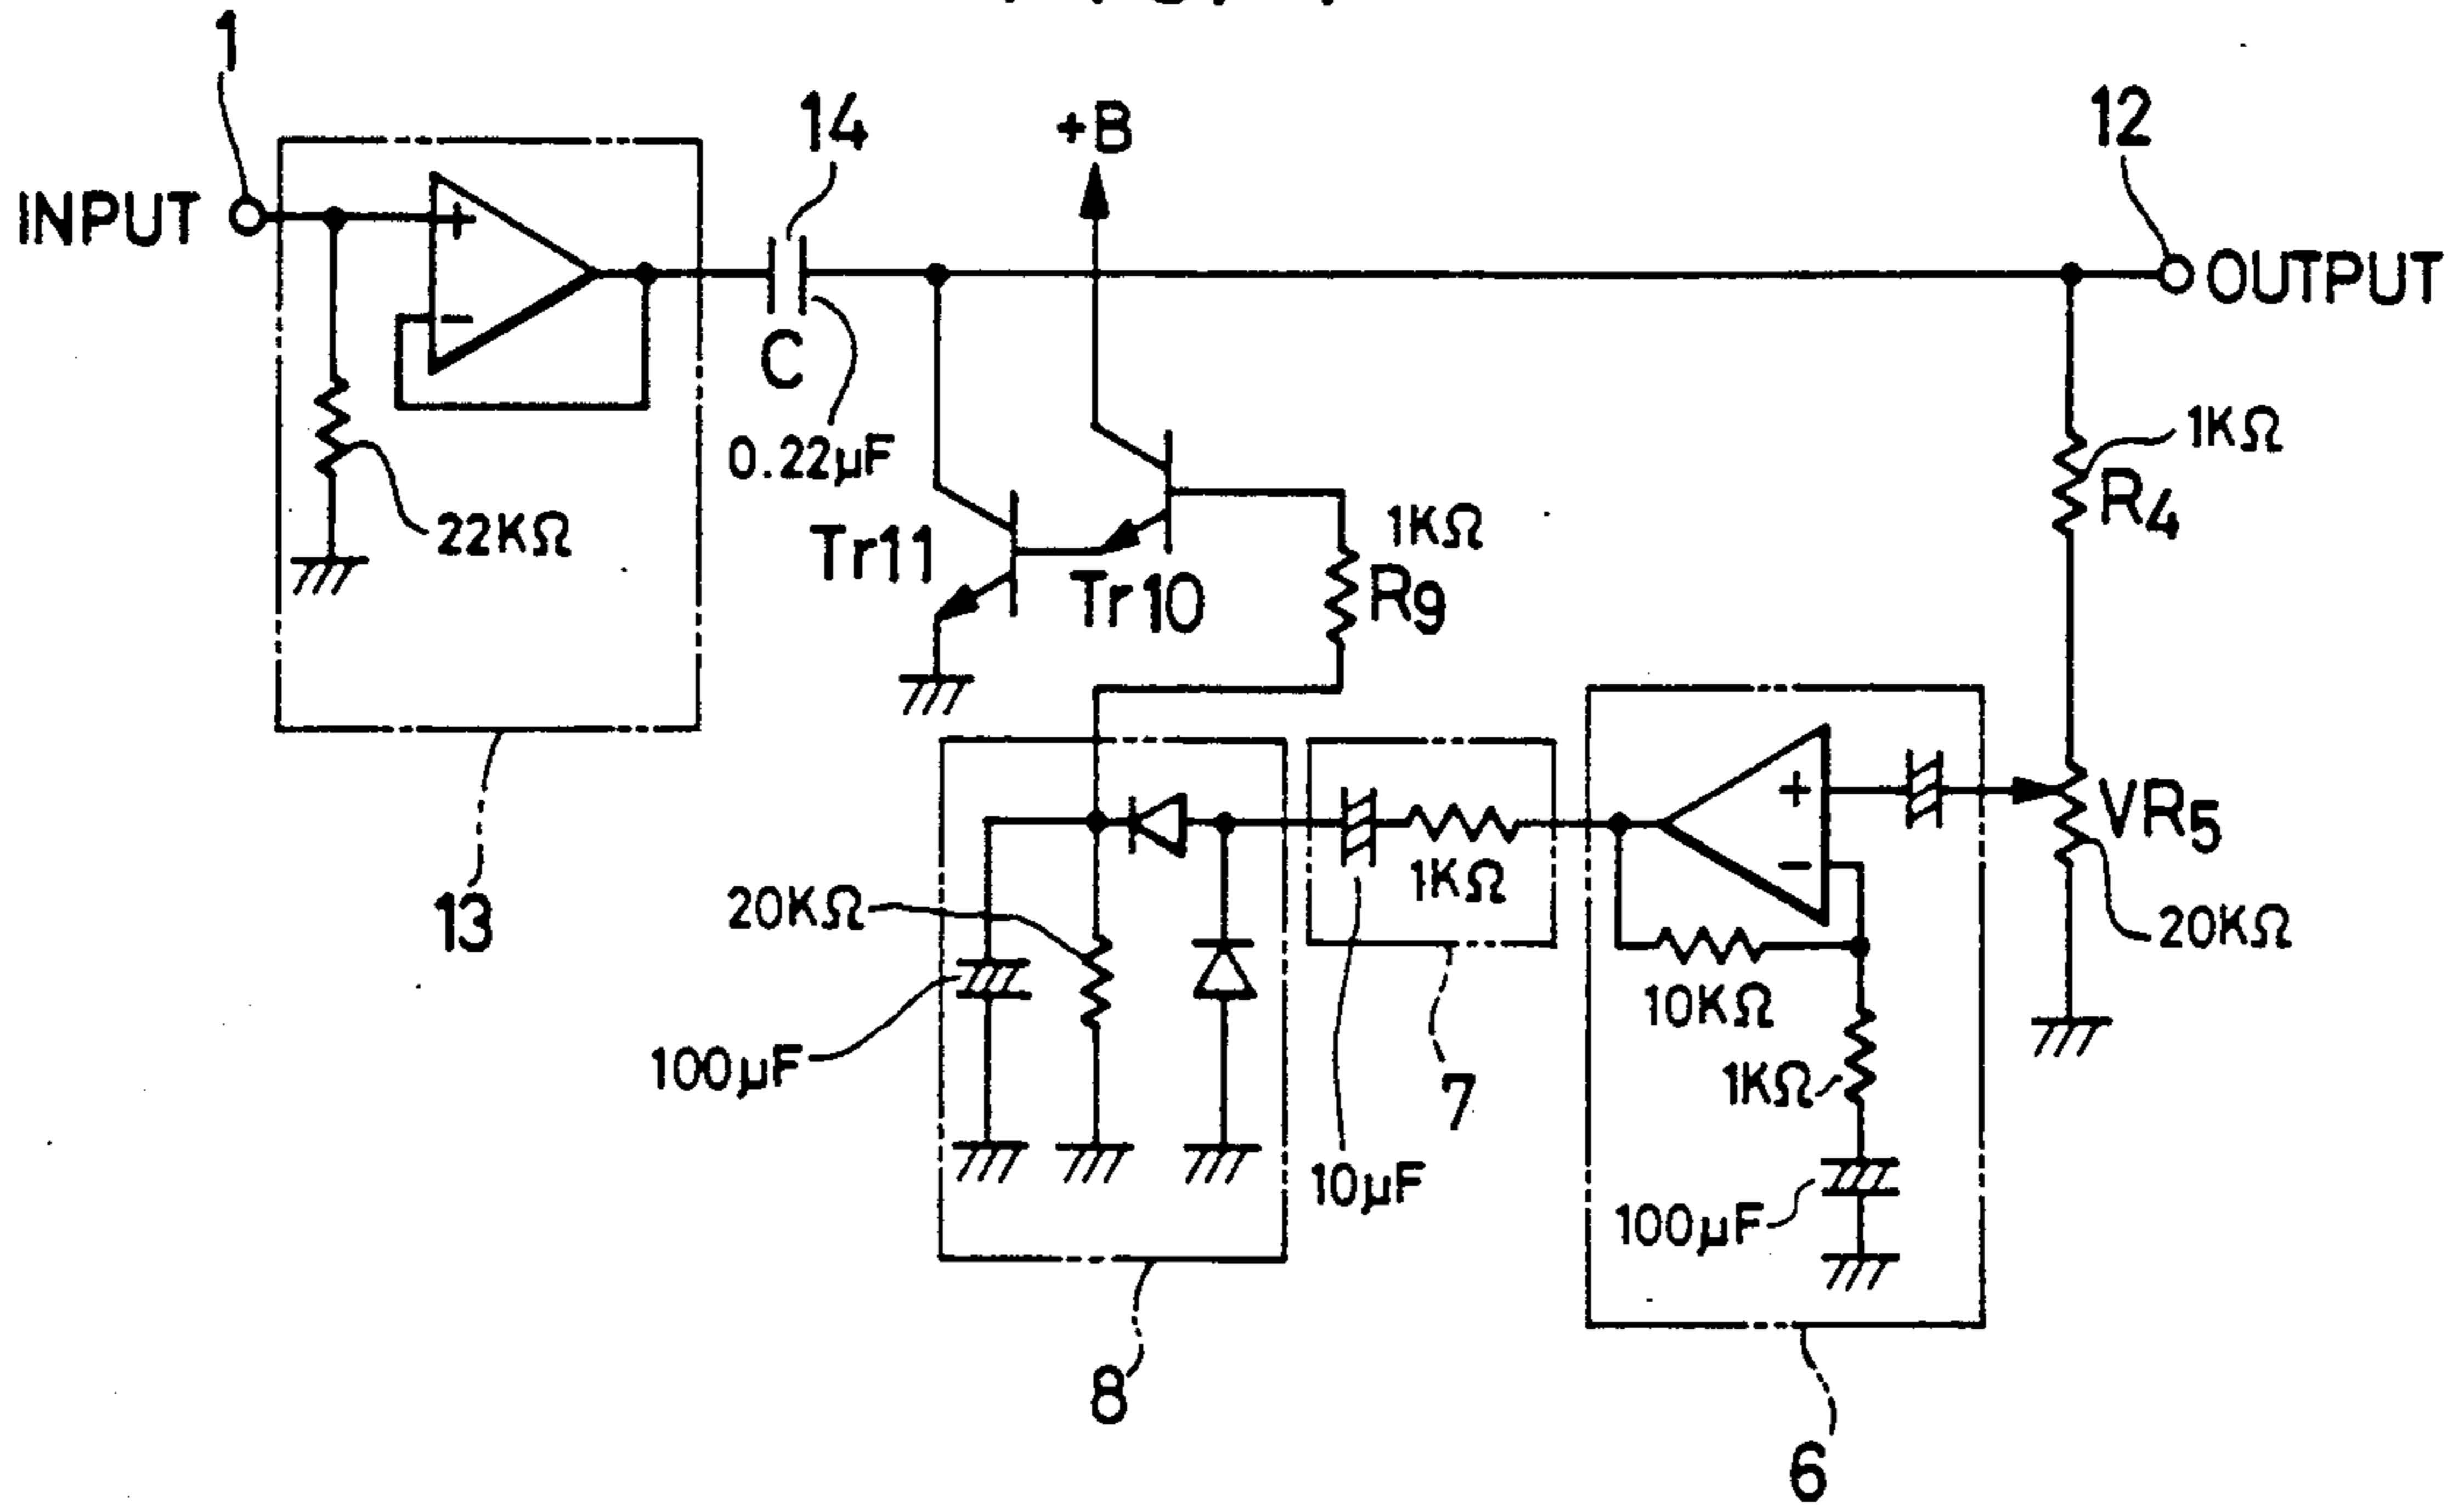 1
14
+B
12
INPUT
+
−
OUTPUT
C
0.22μF
22KΩ
1KΩ
R4
Tr11
Tr10
1KΩ
R9
13
+
−
VR5
20KΩ
20KΩ
1KΩ
10KΩ
100μF
7
1KΩ
10μF
100μF
8
6